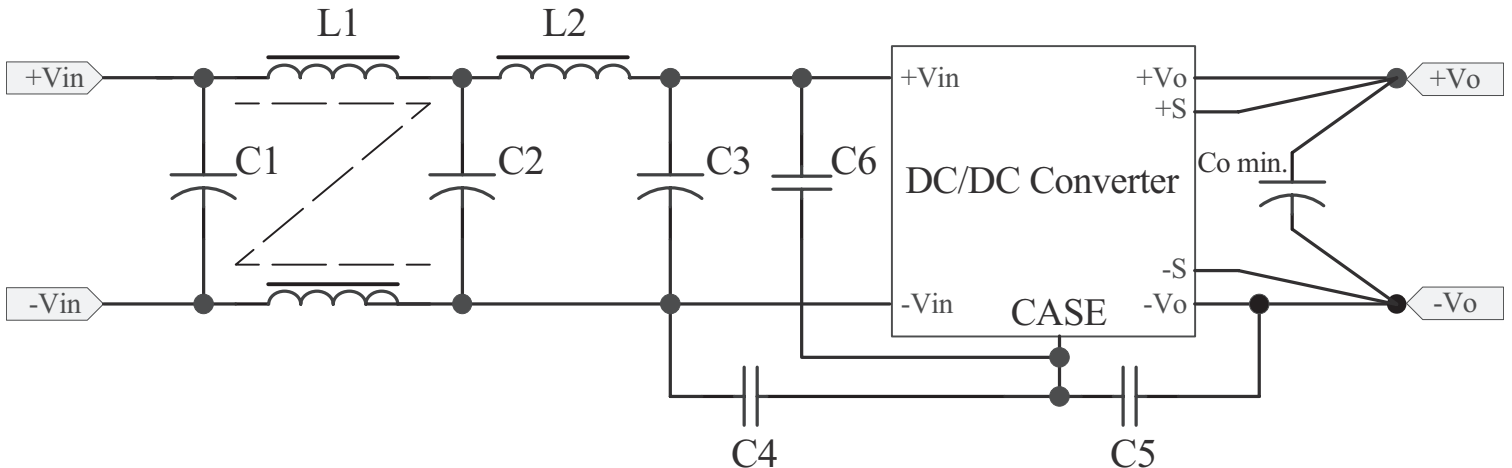 L1 L2
+Vin +Vin +Vo +Vo
+S
C1 C2 C3 C6 DC/DC Converter Co min.
-S
-Vin -Vin CASE -Vo -Vo
C4 C5